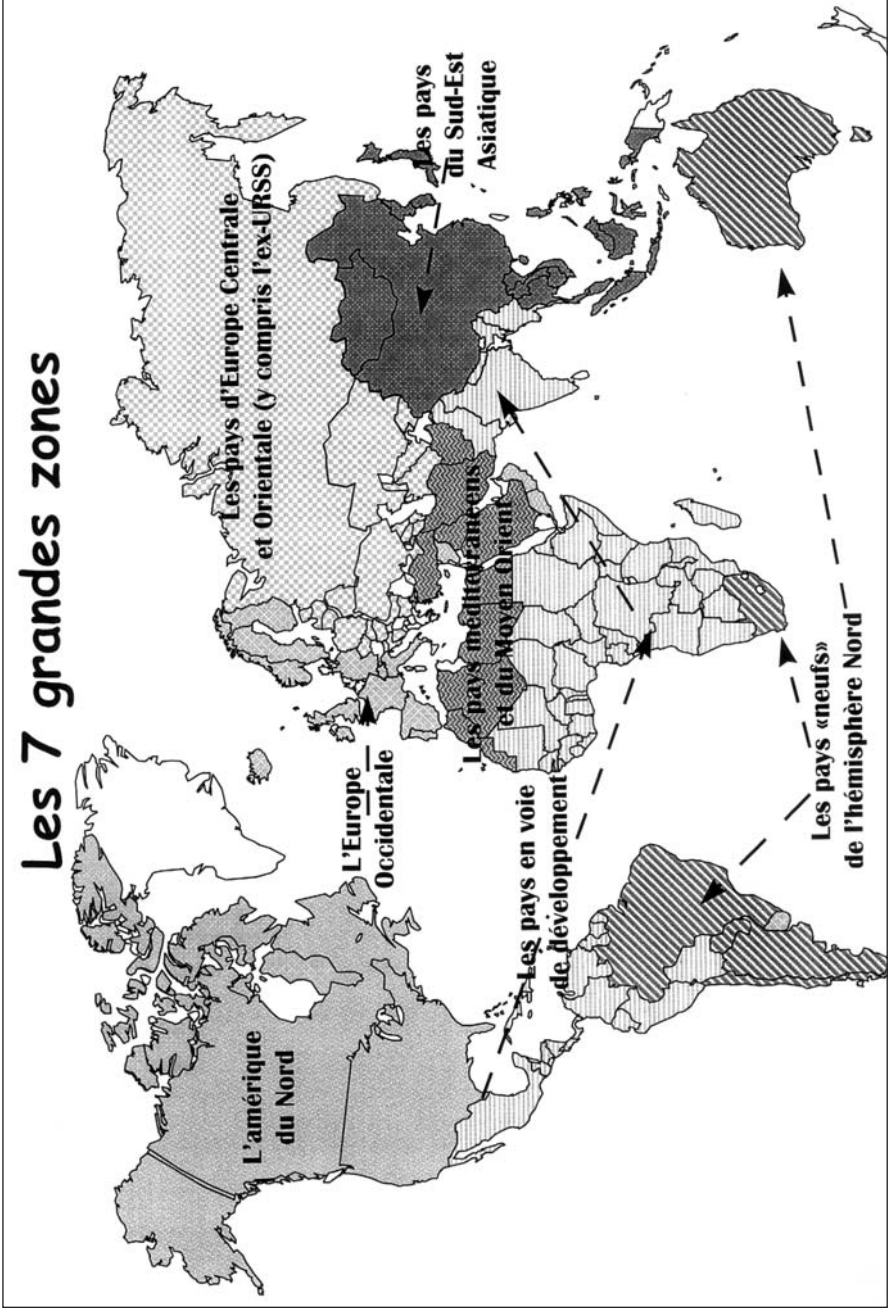 Les 7 grandes zones
L'amérique
du Nord
L'Europe
Occidentale
Les pays d'Europe Centrale
et Orientale (y compris l'ex-URSS)
Les pays
du Sud-Est
Asiatique
Les pays méditerranéens
et du Moyen Orient
Les pays en voie
de développement
Les pays «neufs»
de l'hémisphère Nord